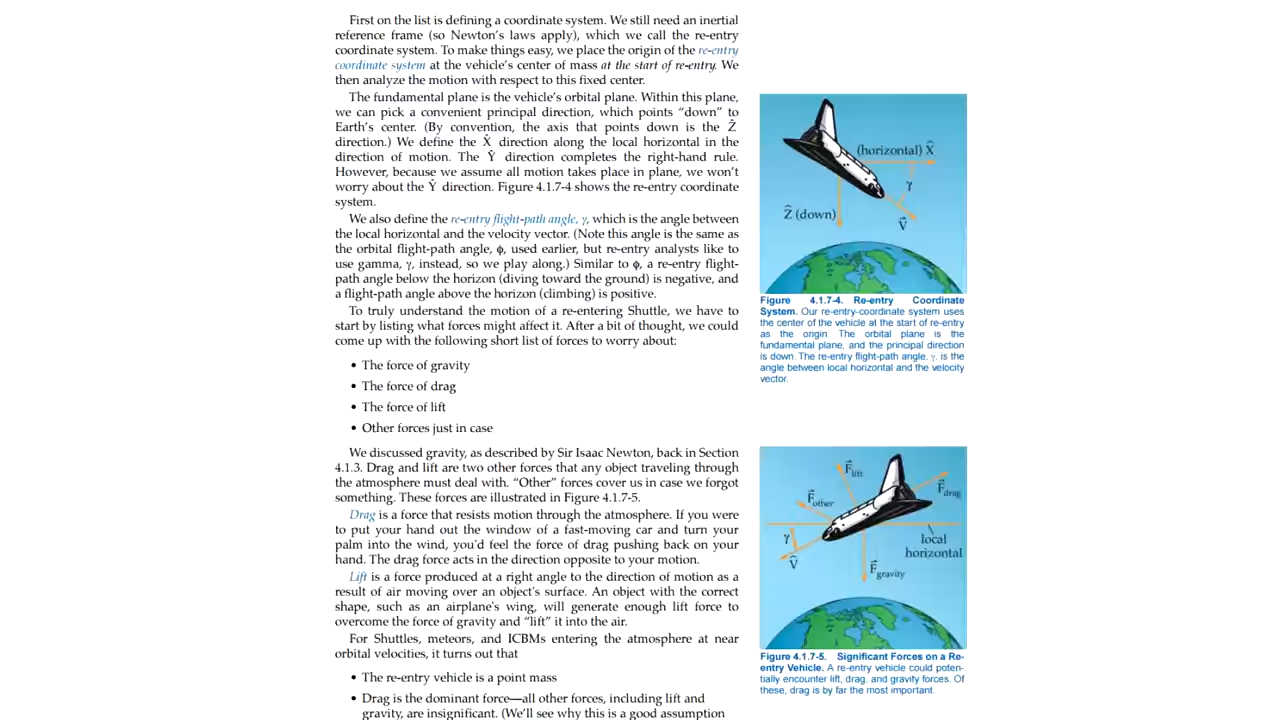 First on the list is defining a coordinate system. We still need an inertial
reference frame (so Newton's laws apply), which we call the re-entry
coordinate system. To make things easy, we place the origin of the re-entry
coordinate system at the vehicle's center of mass at the start of re-entry. We
then analyze the motion with respect to this fixed center.
The fundamental plane is the vehicle's orbital plane. Within this plane,
we can pick a convenient principal direction, which points "down" to
Earth's center. (By convention, the axis that points down is the Ẑ
direction.) We define the X̂ direction along the local horizontal in the
direction of motion. The Ŷ direction completes the right-hand rule.
However, because we assume all motion takes place in plane, we won't
worry about the Ŷ direction. Figure 4.1.7-4 shows the re-entry coordinate
system.
We also define the re-entry flight-path angle, γ, which is the angle between
the local horizontal and the velocity vector. (Note this angle is the same as
the orbital flight-path angle, ϕ, used earlier, but re-entry analysts like to
use gamma, γ, instead, so we play along.) Similar to ϕ, a re-entry flight-
path angle below the horizon (diving toward the ground) is negative, and
a flight-path angle above the horizon (climbing) is positive.
To truly understand the motion of a re-entering Shuttle, we have to
start by listing what forces might affect it. After a bit of thought, we could
come up with the following short list of forces to worry about:
• The force of gravity
• The force of drag
• The force of lift
• Other forces just in case
We discussed gravity, as described by Sir Isaac Newton, back in Section
4.1.3. Drag and lift are two other forces that any object traveling through
the atmosphere must deal with. "Other" forces cover us in case we forgot
something. These forces are illustrated in Figure 4.1.7-5.
Drag is a force that resists motion through the atmosphere. If you were
to put your hand out the window of a fast-moving car and turn your
palm into the wind, you'd feel the force of drag pushing back on your
hand. The drag force acts in the direction opposite to your motion.
Lift is a force produced at a right angle to the direction of motion as a
result of air moving over an object's surface. An object with the correct
shape, such as an airplane's wing, will generate enough lift force to
overcome the force of gravity and "lift" it into the air.
For Shuttles, meteors, and ICBMs entering the atmosphere at near
orbital velocities, it turns out that
• The re-entry vehicle is a point mass
• Drag is the dominant force—all other forces, including lift and
gravity, are insignificant. (We'll see why this is a good assumption
(horizontal) X̂
γ
Ẑ (down)
V⃗
Figure 4.1.7-4. Re-entry Coordinate
System. Our re-entry-coordinate system uses
the center of the vehicle at the start of re-entry
as the origin. The orbital plane is the
fundamental plane, and the principal direction
is down. The re-entry flight-path angle, γ, is the
angle between local horizontal and the velocity
vector.
F⃗ lift
F⃗ drag
F⃗ other
γ
local
horizontal
V⃗
F⃗ gravity
Figure 4.1.7-5. Significant Forces on a Re-
entry Vehicle. A re-entry vehicle could poten-
tially encounter lift, drag, and gravity forces. Of
these, drag is by far the most important.